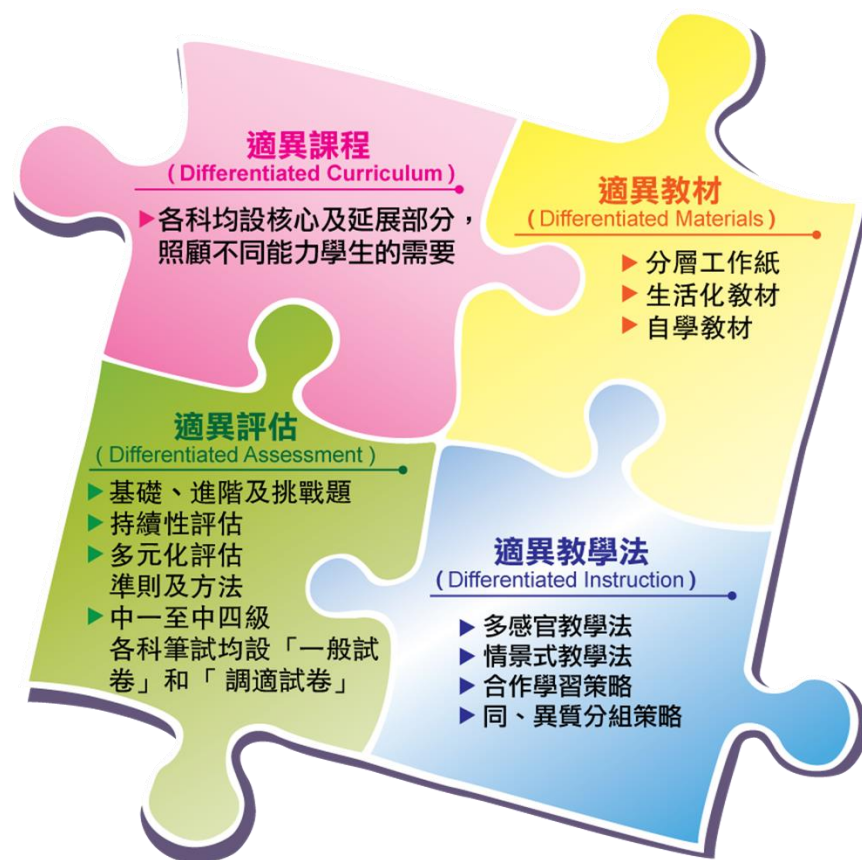 適異課程
(Differentiated Curriculum)
▶各科均設核心及延展部分，
照顧不同能力學生的需要
適異教材
(Differentiated Materials)
▶ 分層工作紙
▶ 生活化教材
▶ 自學教材
適異評估
(Differentiated Assessment)
▶ 基礎、進階及挑戰題
▶ 持續性評估
▶ 多元化評估
準則及方法
▶ 中一至中四級
各科筆試均設「一般試
卷」和「 調適試卷」
適異教學法
(Differentiated Instruction)
▶ 多感官教學法
▶ 情景式教學法
▶ 合作學習策略
▶ 同、異質分組策略